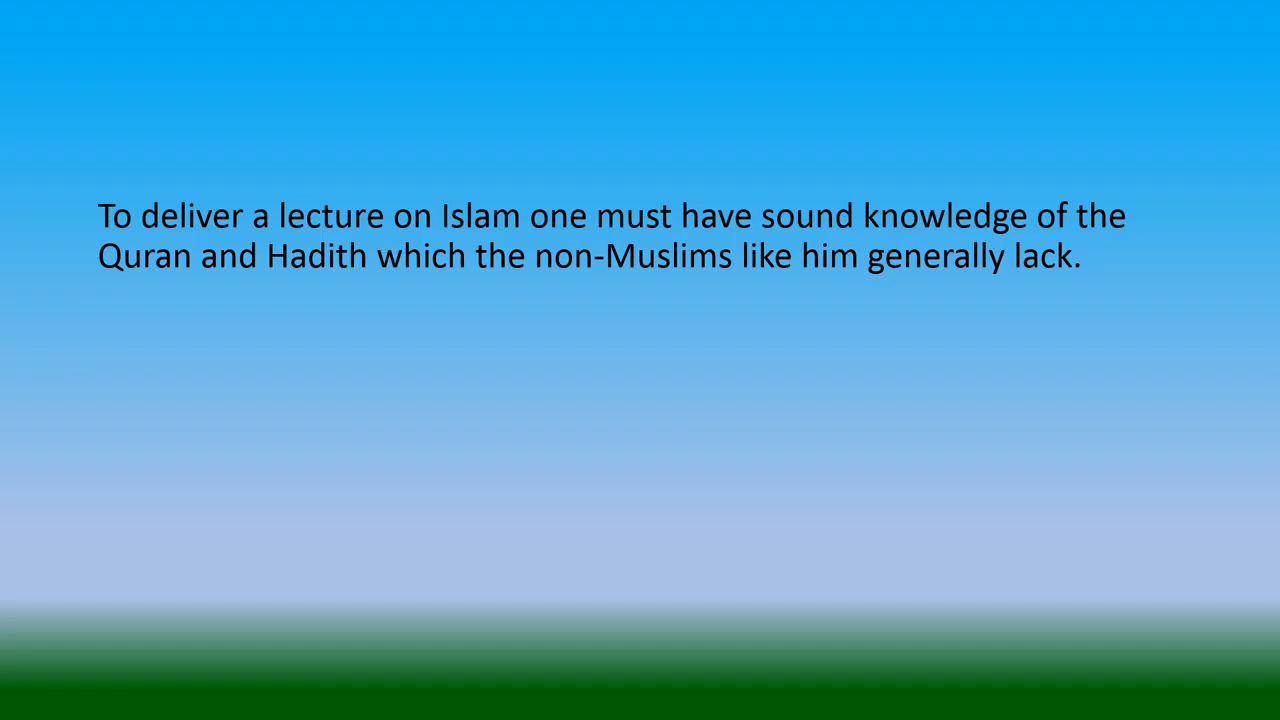 To deliver a lecture on Islam one must have sound knowledge of the
Quran and Hadith which the non-Muslims like him generally lack.